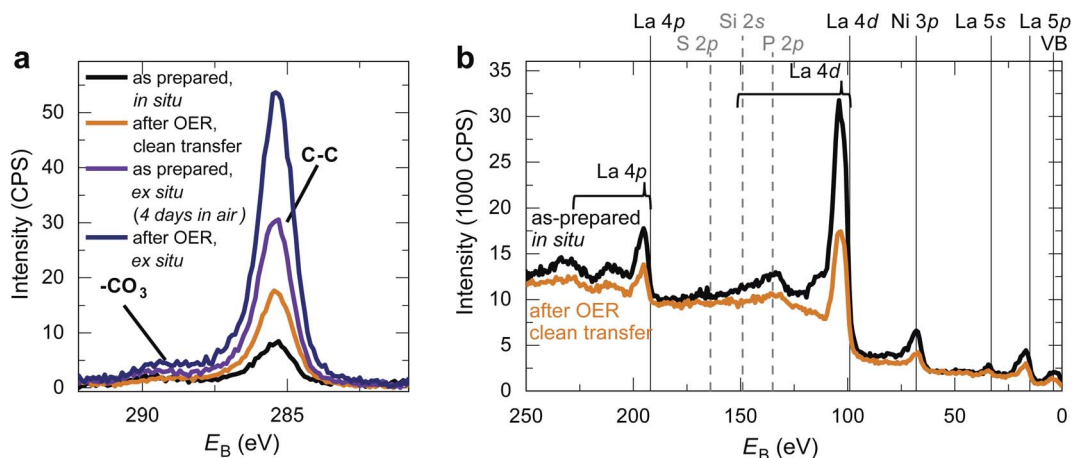 a
Intensity (CPS)
50
40
30
20
10
0
as prepared,
in situ
after OER,
clean transfer
as prepared,
ex situ
(4 days in air)
after OER,
ex situ
C-C
-CO3
290
285
EB (eV)
b
La 4p
Si 2s
La 4d
Ni 3p
La 5s
La 5p
S 2p
P 2p
VB
Intensity (1000 CPS)
35
30
25
20
15
10
5
0
La 4d
La 4p
as-prepared
in situ
after OER
clean transfer
250
200
150
100
50
0
EB (eV)